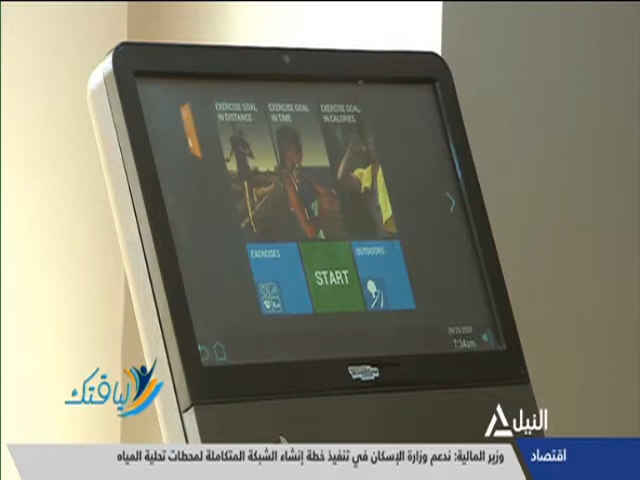 EXERCISE GOAL IN DISTANCE
EXERCISE GOAL IN TIME
EXERCISE GOAL IN CALORIES
EXERCISES
START
OUTDOORS
7:34am
لياقتك
النيل
اقتصاد
وزير المالية: ندعم وزارة الإسكان في تنفيذ خطة إنشاء الشبكة المتكاملة لمحطات تحلية المياه